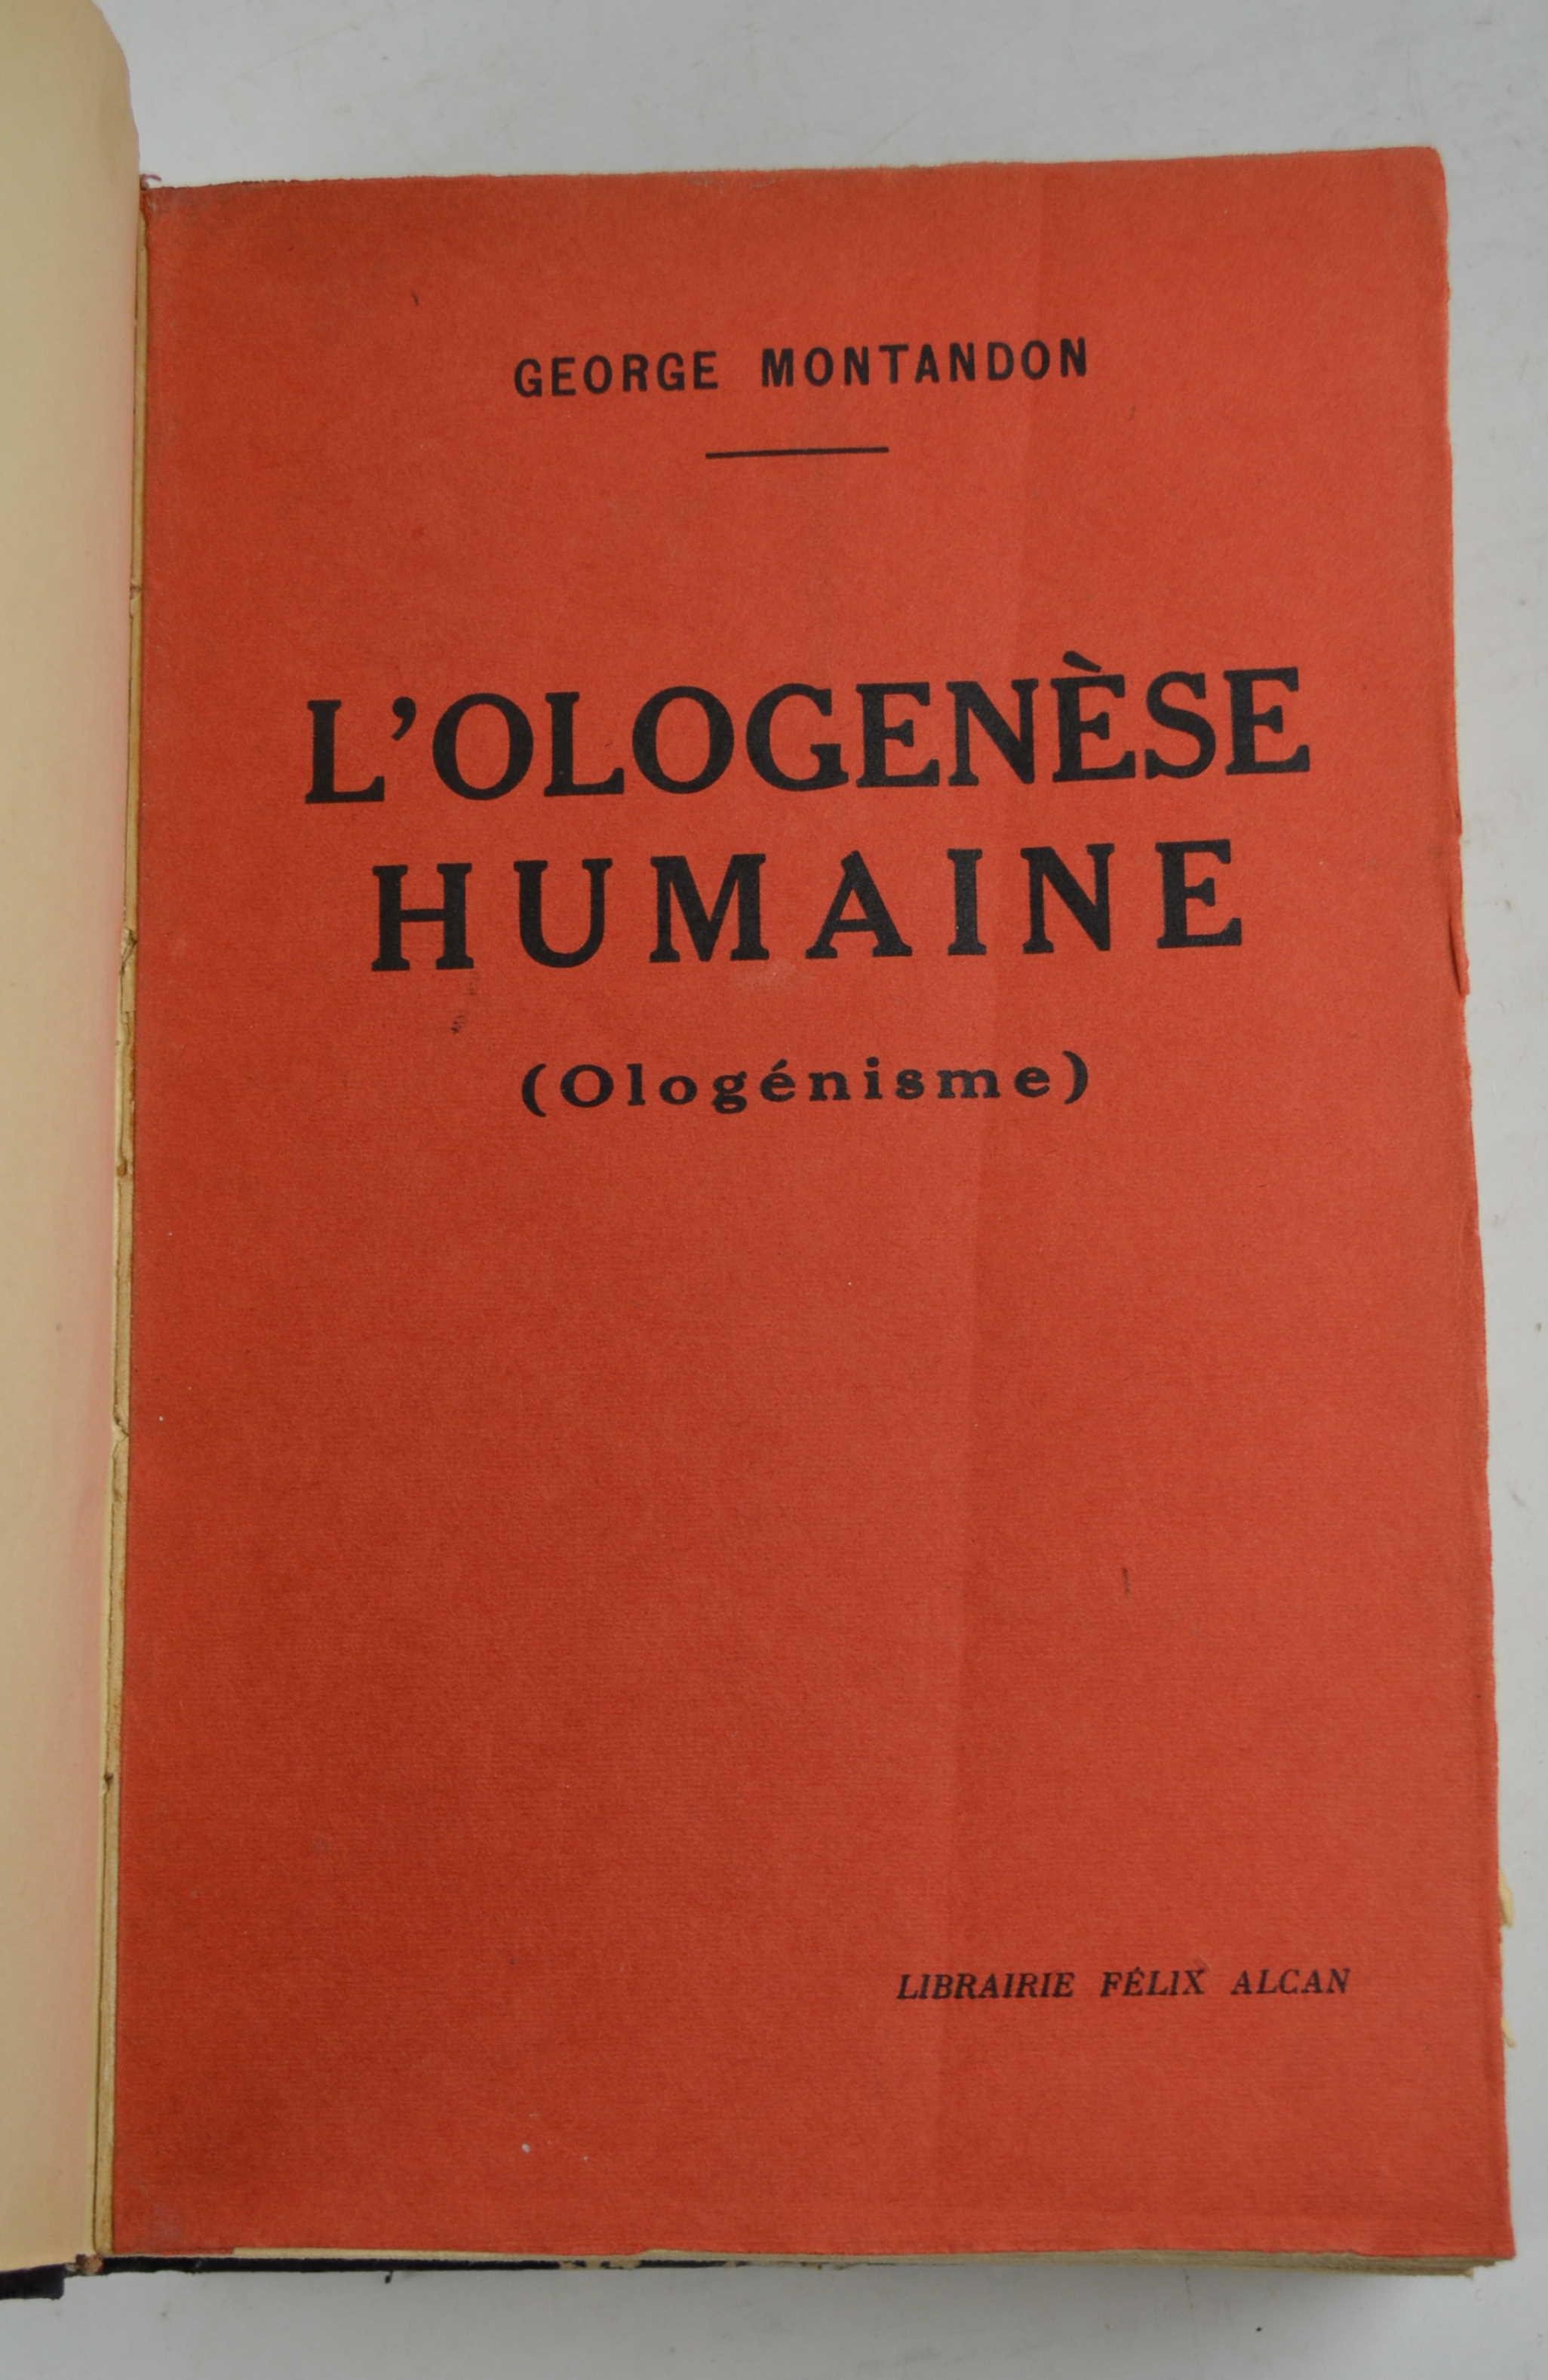 GEORGE MONTANDON
L'OLOGENÈSE
HUMAINE
(Ologénisme)
LIBRAIRIE FÉLIX ALCAN